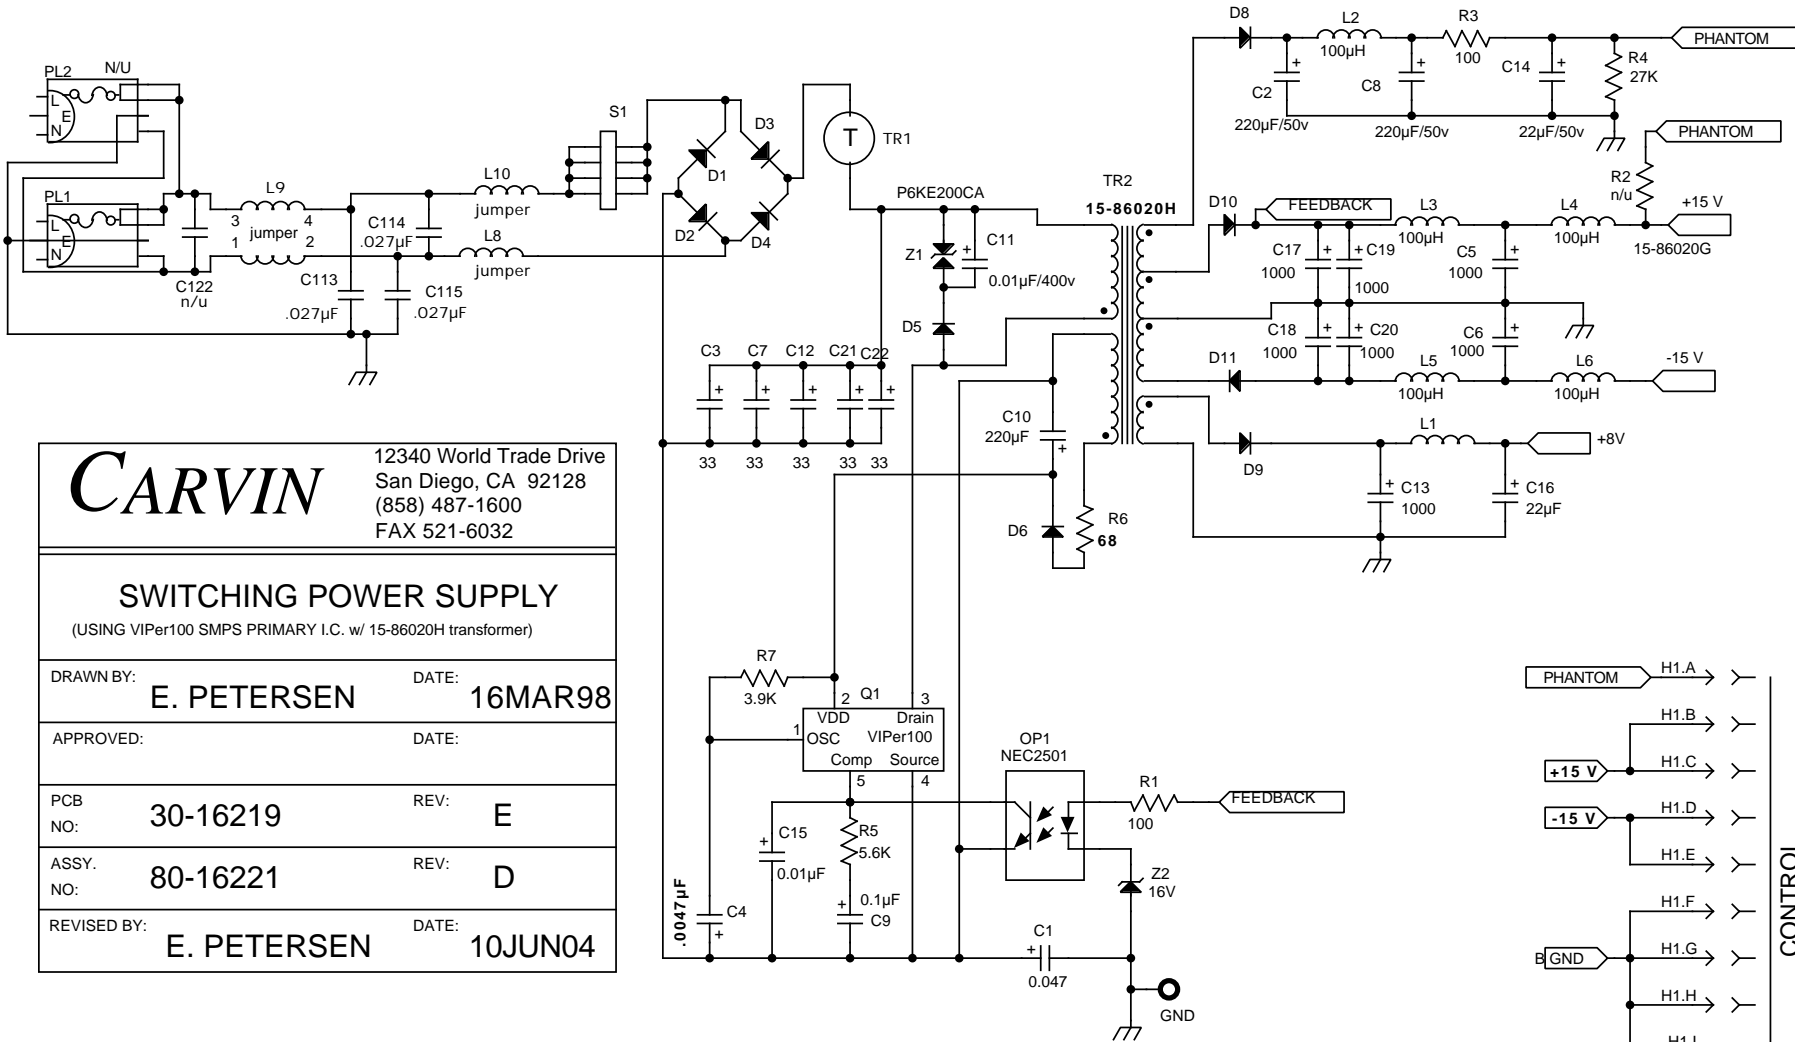 D8
L2
R3
PHANTOM
100µH
100
PL2
N/U
+
C2
+
C8
C14
+
R4
27K
L
E
N
220µF/50v
220µF/50v
22µF/50v
PHANTOM
S1
D3
T
TR1
D1
L10
jumper
TR2
P6KE200CA
15-86020H
R2
n/u
PL1
L
E
N
L9
3
4
jumper
1
2
C114
.027µF
L8
jumper
D2
D4
D10
FEEDBACK
L3
100µH
L4
100µH
+15 V
15-86020G
Z1
+
C11
0.01µF/400v
C17
1000
+
+
C19
1000
C5
1000
+
C122
n/u
C113
.027µF
C115
.027µF
D5
C18
1000
+
+
C20
1000
C6
1000
+
C3
C7
C12
C21
C22
D11
L5
100µH
L6
100µH
-15 V
+
+
+
+
+
33
33
33
33
33
C10
220µF
+
L1
+8V
D9
+
C13
1000
+
C16
22µF
D6
R6
68
CARVIN
12340 World Trade Drive
San Diego, CA 92128
(858) 487-1600
FAX 521-6032
SWITCHING POWER SUPPLY
(USING VIPer100 SMPS PRIMARY I.C. w/ 15-86020H transformer)
DRAWN BY:
E. PETERSEN
DATE:
16MAR98
APPROVED:
DATE:
PCB
NO:
30-16219
REV:
E
ASSY.
NO:
80-16221
REV:
D
REVISED BY:
E. PETERSEN
DATE:
10JUN04
R7
3.9K
2
Q1
3
VDD
Drain
1
OSC
VIPer100
Comp
Source
5
4
OP1
NEC2501
R1
100
FEEDBACK
+
C15
0.01µF
R5
5.6K
Z2
16V
.0047µF
C4
+
0.1µF
+
C9
C1
+
0.047
GND
PHANTOM
H1.A
H1.B
+15 V
H1.C
-15 V
H1.D
H1.E
H1.F
B GND
H1.G
H1.H
CONTROL